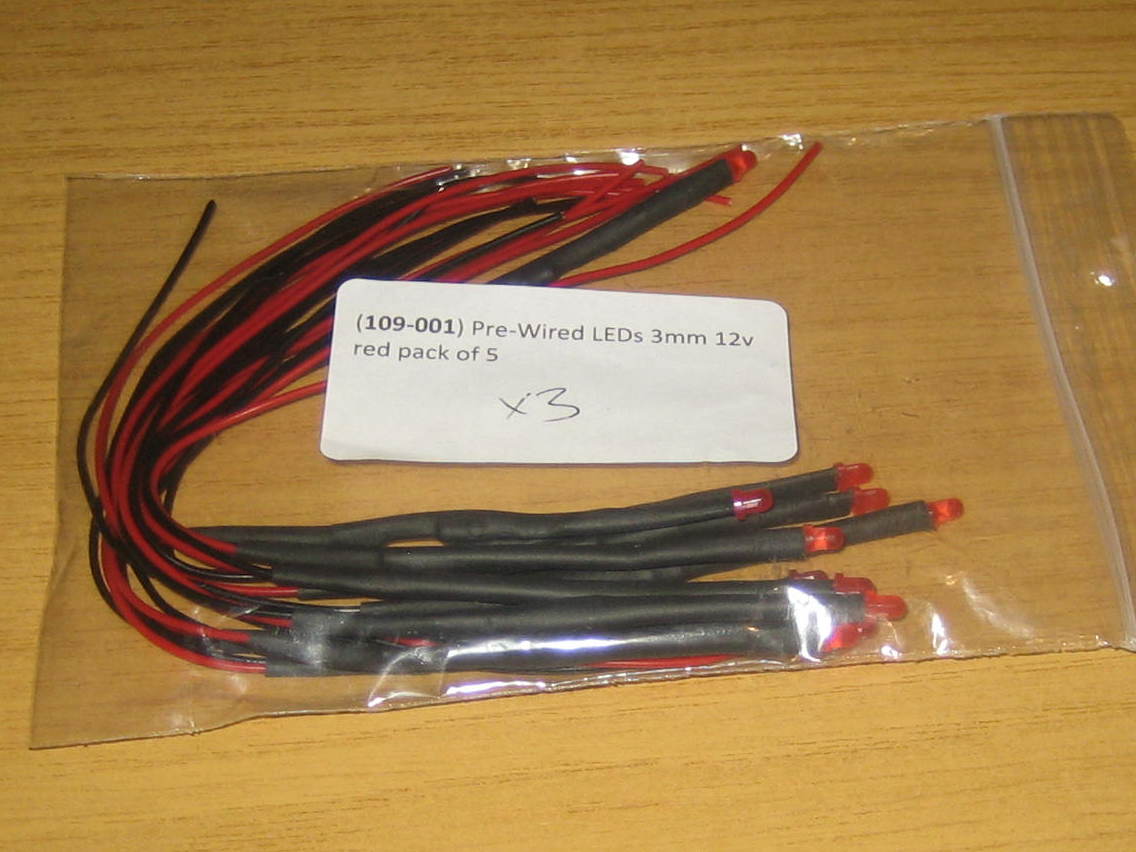 (109-001) Pre-Wired LEDs 3mm 12v
red pack of 5
x3